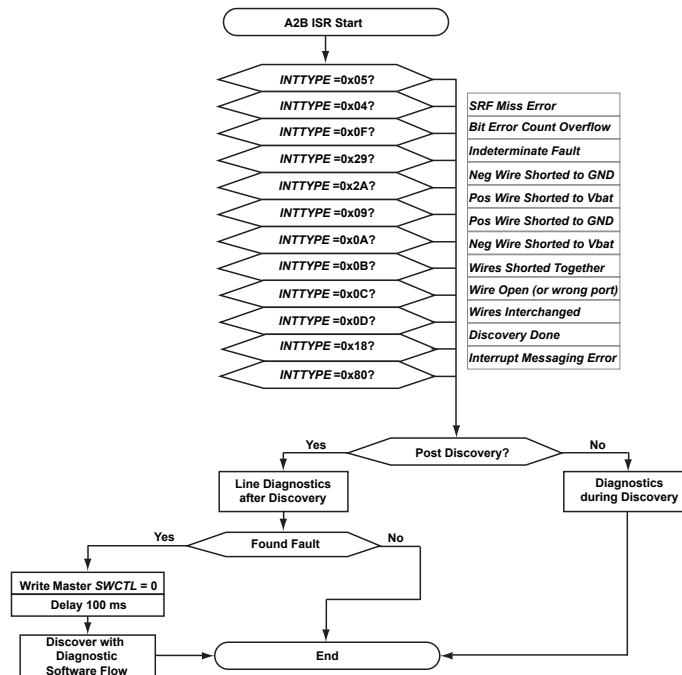 A2B ISR Start
INTTYPE =0x05?
INTTYPE =0x04?
INTTYPE =0x0F?
INTTYPE =0x29?
INTTYPE =0x2A?
INTTYPE =0x09?
INTTYPE =0x0A?
INTTYPE =0x0B?
INTTYPE =0x0C?
INTTYPE =0x0D?
INTTYPE =0x18?
INTTYPE =0x80?
SRF Miss Error
Bit Error Count Overflow
Indeterminate Fault
Neg Wire Shorted to GND
Pos Wire Shorted to Vbat
Pos Wire Shorted to GND
Neg Wire Shorted to Vbat
Wires Shorted Together
Wire Open (or wrong port)
Wires Interchanged
Discovery Done
Interrupt Messaging Error
Yes
Post Discovery?
No
Line Diagnostics
after Discovery
Diagnostics
during Discovery
Yes
Found Fault
No
Write Master SWCTL = 0
Delay 100 ms
Discover with
Diagnostic
Software Flow
End